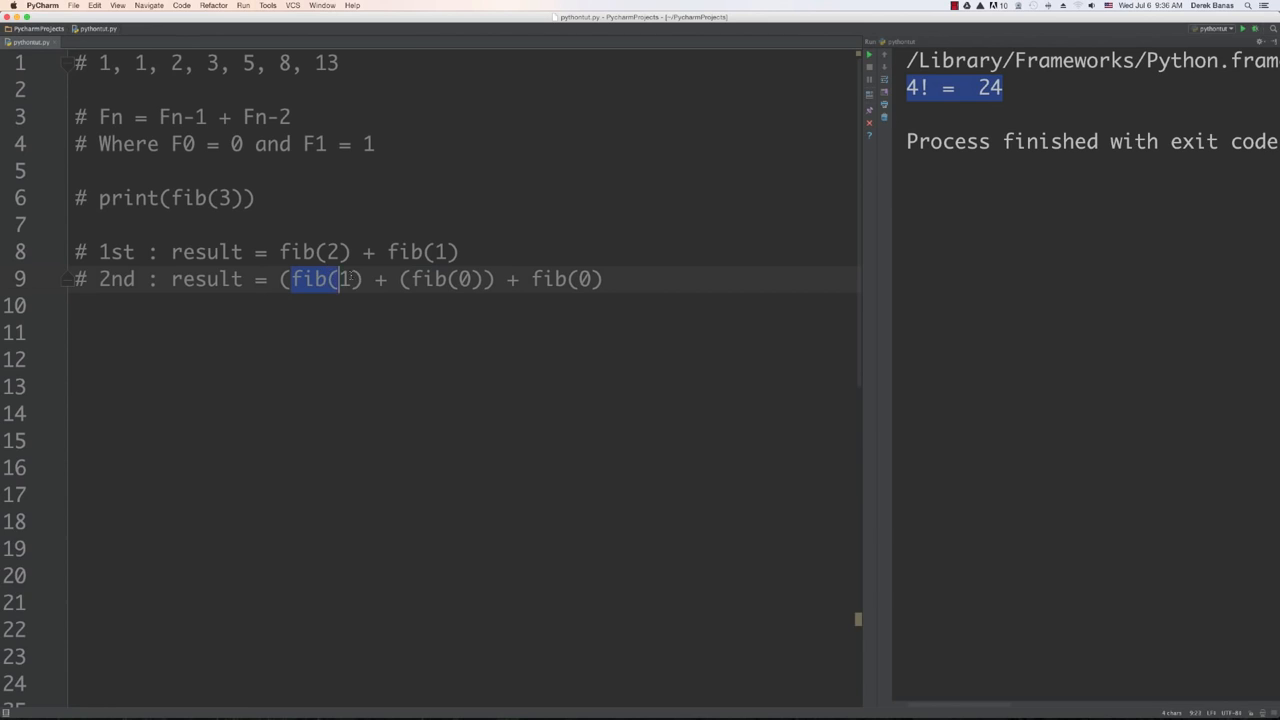 PyCharm File Edit View Navigate Code Refactor Run Tools VCS Window Help 10 Wed Jul 6 9:36 AM Derek Banas
pythontut.py - PycharmProjects - [~/PycharmProjects]
PycharmProjects pythontut.py pythontut
pythontut.py
Run pythontut
1 # 1, 1, 2, 3, 5, 8, 13
2
3 # Fn = Fn-1 + Fn-2
4 # Where F0 = 0 and F1 = 1
5
6 # print(fib(3))
7
8 # 1st : result = fib(2) + fib(1)
9 # 2nd : result = (fib(1) + (fib(0)) + fib(0)
10
11
12
13
14
15
16
17
18
19
20
21
22
23
24
/Library/Frameworks/Python.fram
4! =  24
Process finished with exit code
4 chars 9:23 LF÷ UTF-8÷